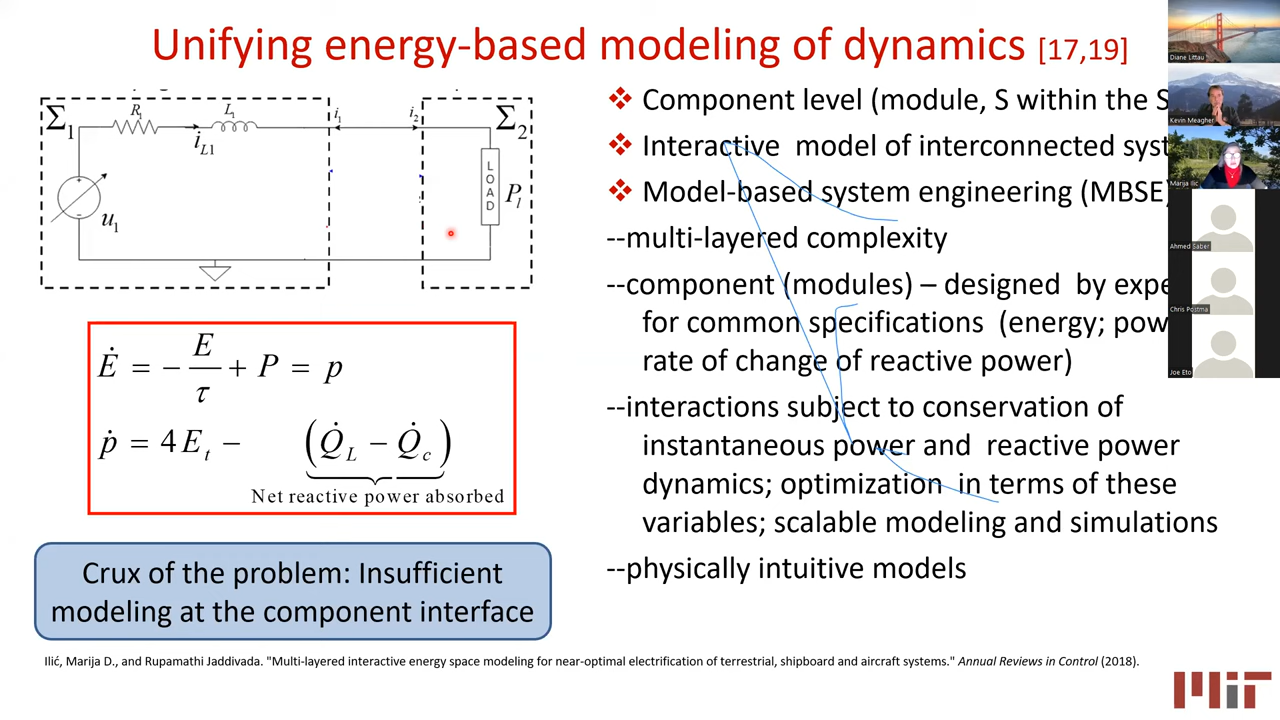 Unifying energy-based modeling of dynamics [17,19]
Σ1
R1
L1
iL1
i1
i2
Σ2
u1
LOAD
Pl
Ė = − E/τ + P = p
ṗ = 4Et − (Q̇L − Q̇c)
Net reactive power absorbed
Crux of the problem: Insufficient
modeling at the component interface
❖ Component level (module, S within the S
❖ Interactive model of interconnected syst
❖ Model-based system engineering (MBSE)
--multi-layered complexity
--component (modules) – designed by expe
for common specifications (energy; pow
rate of change of reactive power)
--interactions subject to conservation of
instantaneous power and reactive power
dynamics; optimization in terms of these
variables; scalable modeling and simulations
--physically intuitive models
Ilić, Marija D., and Rupamathi Jaddivada. "Multi-layered interactive energy space modeling for near-optimal electrification of terrestrial, shipboard and aircraft systems." Annual Reviews in Control (2018).
Diane Littau
Kevin Meagher
Marija Ilic
Ahmed Saber
Chris Postma
Joe Eto
MIT